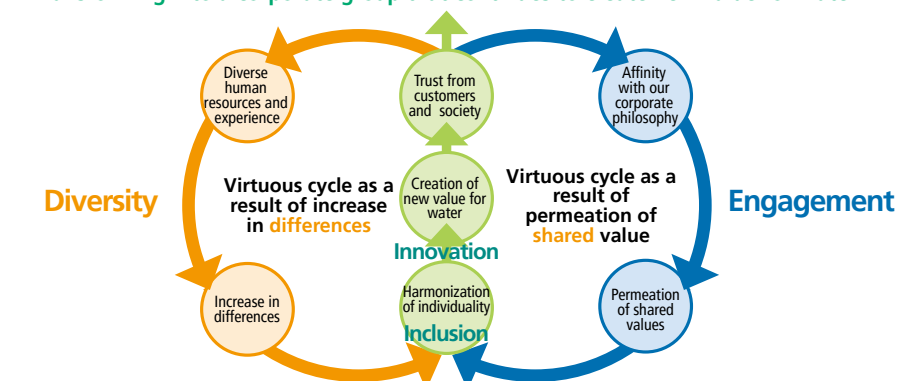 Diverse
human
resources and
experience
Trust from
customers
and society
Affinity
with our
corporate
philosophy
Diversity
Virtuous cycle as a
result of increase
in differences
Creation of
new value for
water
Virtuous cycle as a
result of
permeation of
shared value
Engagement
Innovation
Increase in
differences
Harmonization
of individuality
Inclusion
Permeation
of shared
values